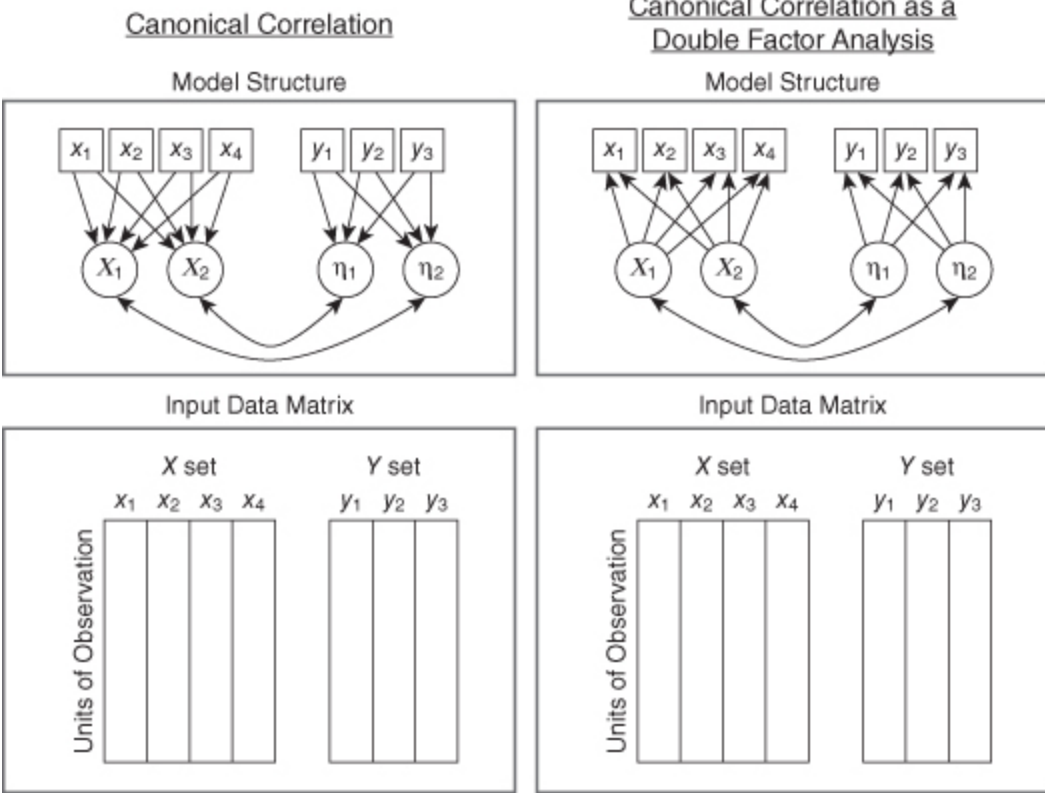 Canonical Correlation
Model Structure
x₁ x₂ x₃ x₄ y₁ y₂ y₃
X₁ X₂ η₁ η₂
Input Data Matrix
X set Y set
x₁ x₂ x₃ x₄ y₁ y₂ y₃
Units of Observation
Canonical Correlation as a
Double Factor Analysis
Model Structure
x₁ x₂ x₃ x₄ y₁ y₂ y₃
X₁ X₂ η₁ η₂
Input Data Matrix
X set Y set
x₁ x₂ x₃ x₄ y₁ y₂ y₃
Units of Observation